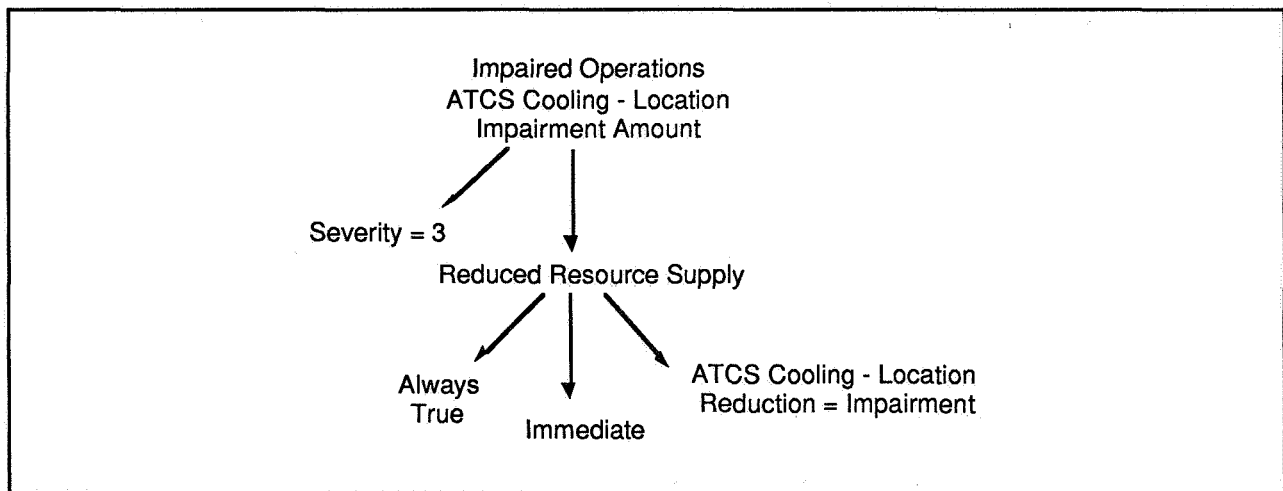 Impaired Operations
ATCS Cooling - Location
Impairment Amount
Severity = 3
Reduced Resource Supply
Always
True
Immediate
ATCS Cooling - Location
Reduction = Impairment